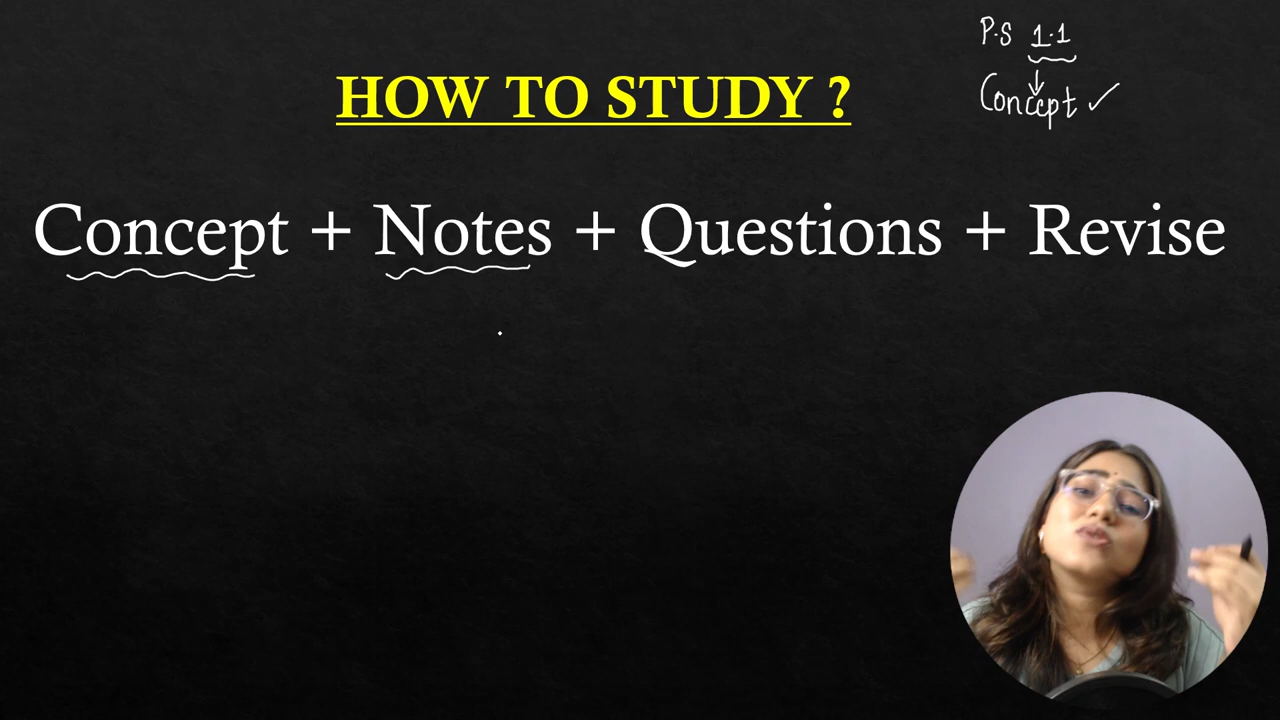 P.S 1.1
HOW TO STUDY ?
Concept ✓
Concept + Notes + Questions + Revise